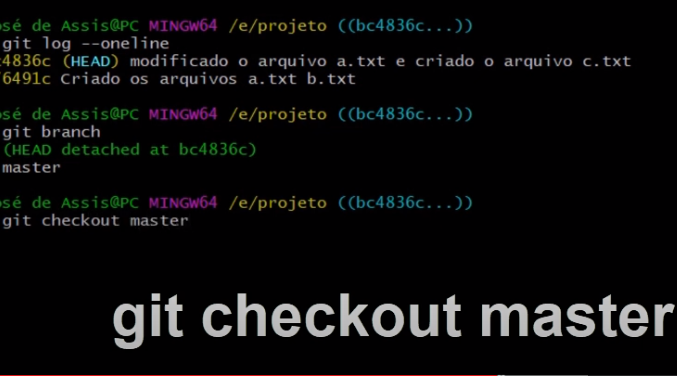 osé de Assis@PC MINGW64 /e/projeto ((bc4836c...))
git log --oneline
c4836c (HEAD) modificado o arquivo a.txt e criado o arquivo c.txt
76491c Criado os arquivos a.txt b.txt
osé de Assis@PC MINGW64 /e/projeto ((bc4836c...))
git branch
(HEAD detached at bc4836c)
master
osé de Assis@PC MINGW64 /e/projeto ((bc4836c...))
git checkout master
git checkout master